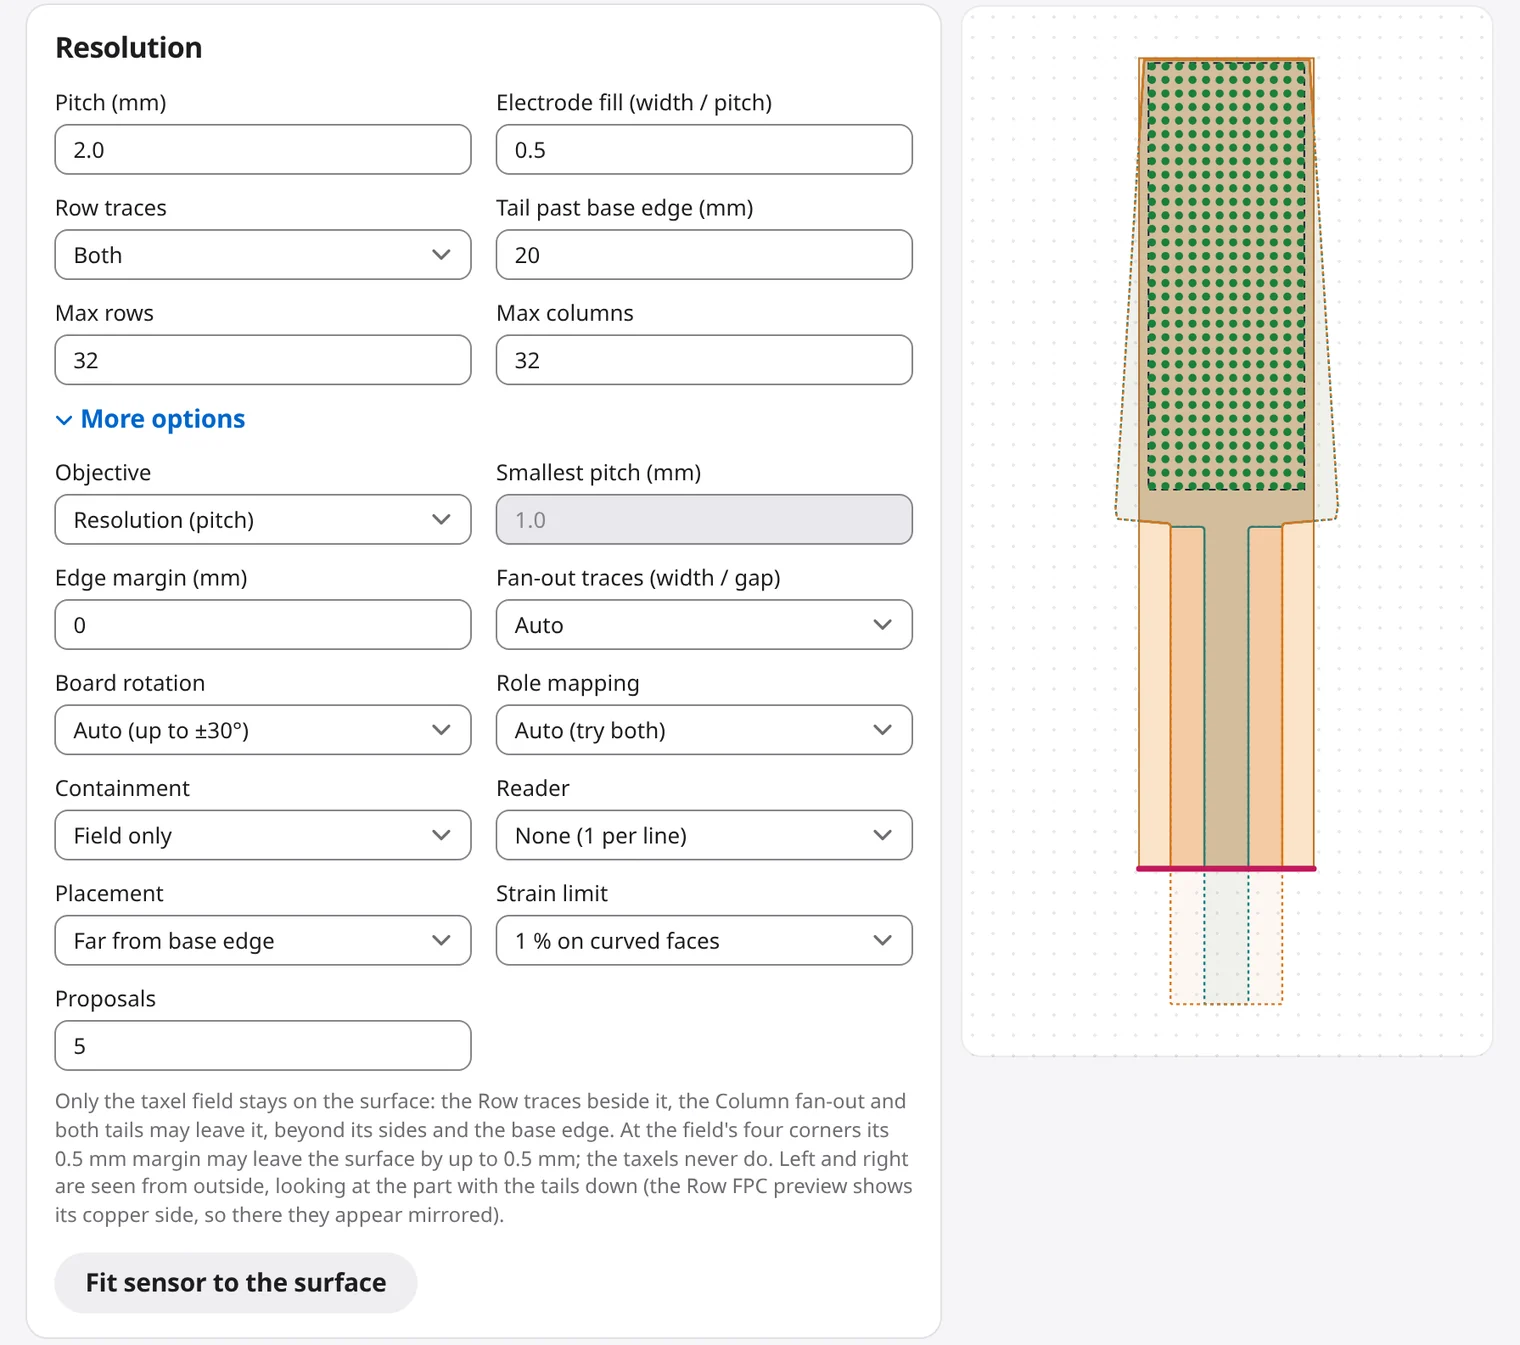 Resolution
Pitch (mm)
Electrode fill (width / pitch)
2.0
0.5
Row traces
Tail past base edge (mm)
Both
20
Max rows
Max columns
32
32
More options
Objective
Smallest pitch (mm)
Resolution (pitch)
1.0
Edge margin (mm)
Fan-out traces (width / gap)
0
Auto
Board rotation
Role mapping
Auto (up to ±30°)
Auto (try both)
Containment
Reader
Field only
None (1 per line)
Placement
Strain limit
Far from base edge
1 % on curved faces
Proposals
5
Only the taxel field stays on the surface: the Row traces beside it, the Column fan-out and
both tails may leave it, beyond its sides and the base edge. At the field's four corners its
0.5 mm margin may leave the surface by up to 0.5 mm; the taxels never do. Left and right
are seen from outside, looking at the part with the tails down (the Row FPC preview shows
its copper side, so there they appear mirrored).
Fit sensor to the surface